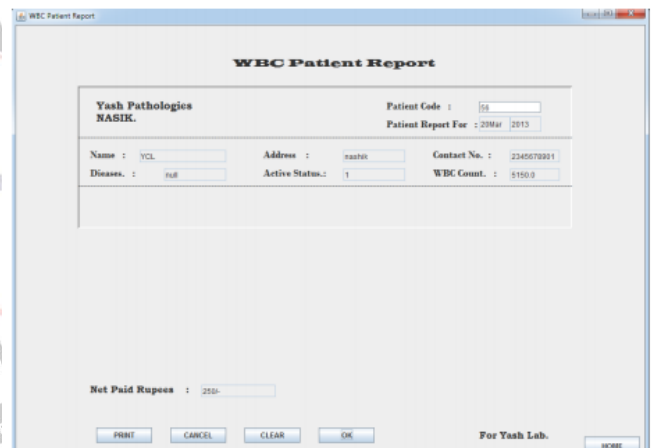 WBC Patient Report
WBC Patient Report
Yash Pathologies
NASIK.
Patient Code : 56
Patient Report For : 20Mar 2013
Name : YCL Address : nashik Contact No. : 2345678901
Dieases. : null Active Status.: 1 WBC Count. : 5150.0
Net Paid Rupees : 250/-
PRINT CANCEL CLEAR OK For Yash Lab.
HOME